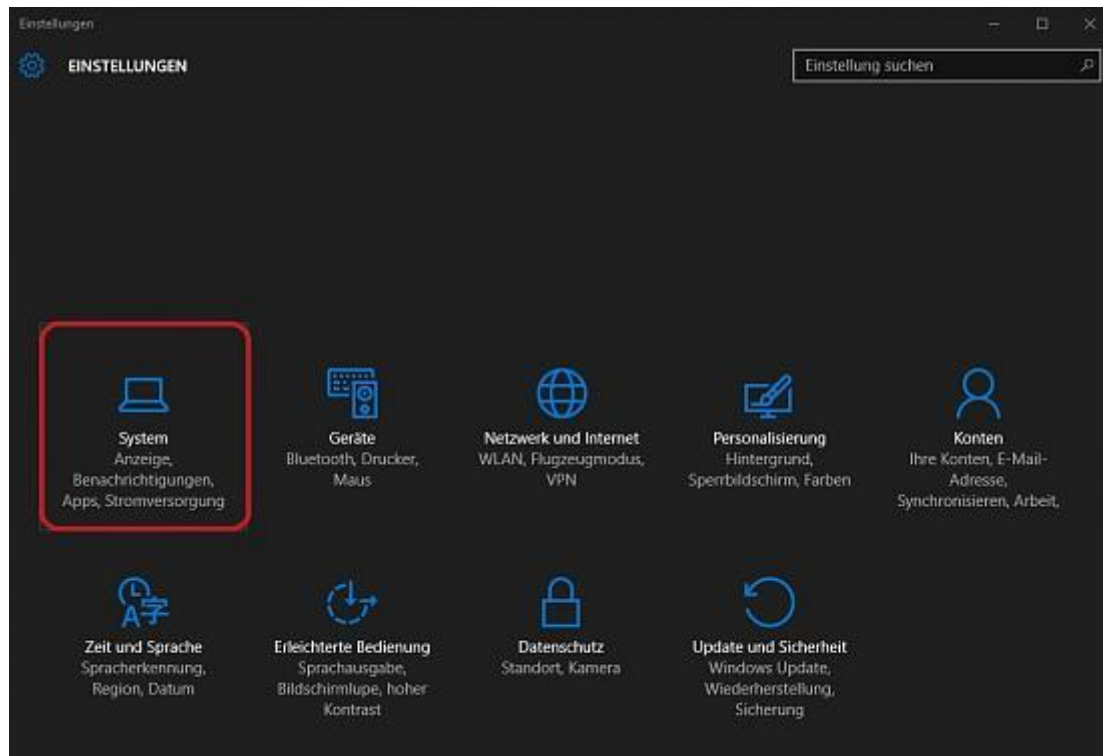 Einstellungen
EINSTELLUNGEN
Einstellung suchen
System
Anzeige,
Benachrichtigungen,
Apps, Stromversorgung
Geräte
Bluetooth, Drucker,
Maus
Netzwerk und Internet
WLAN, Flugzeugmodus,
VPN
Personalisierung
Hintergrund,
Sperrbildschirm, Farben
Konten
Ihre Konten, E-Mail-
Adresse,
Synchronisieren, Arbeit,
A字
Zeit und Sprache
Spracherkennung,
Region, Datum
Erleichterte Bedienung
Sprachausgabe,
Bildschirmlupe, hoher
Kontrast
Datenschutz
Standort, Kamera
Update und Sicherheit
Windows Update,
Wiederherstellung,
Sicherung